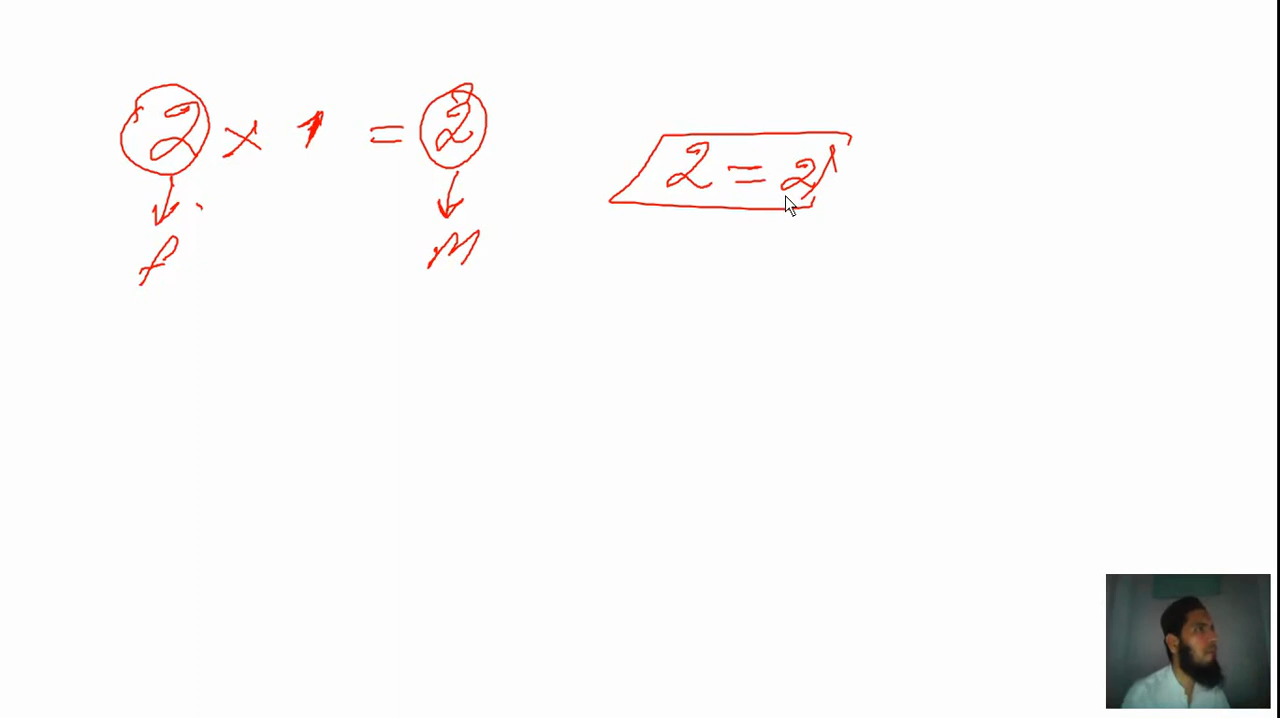 2 × 1 = 2
f M
2 = 2¹